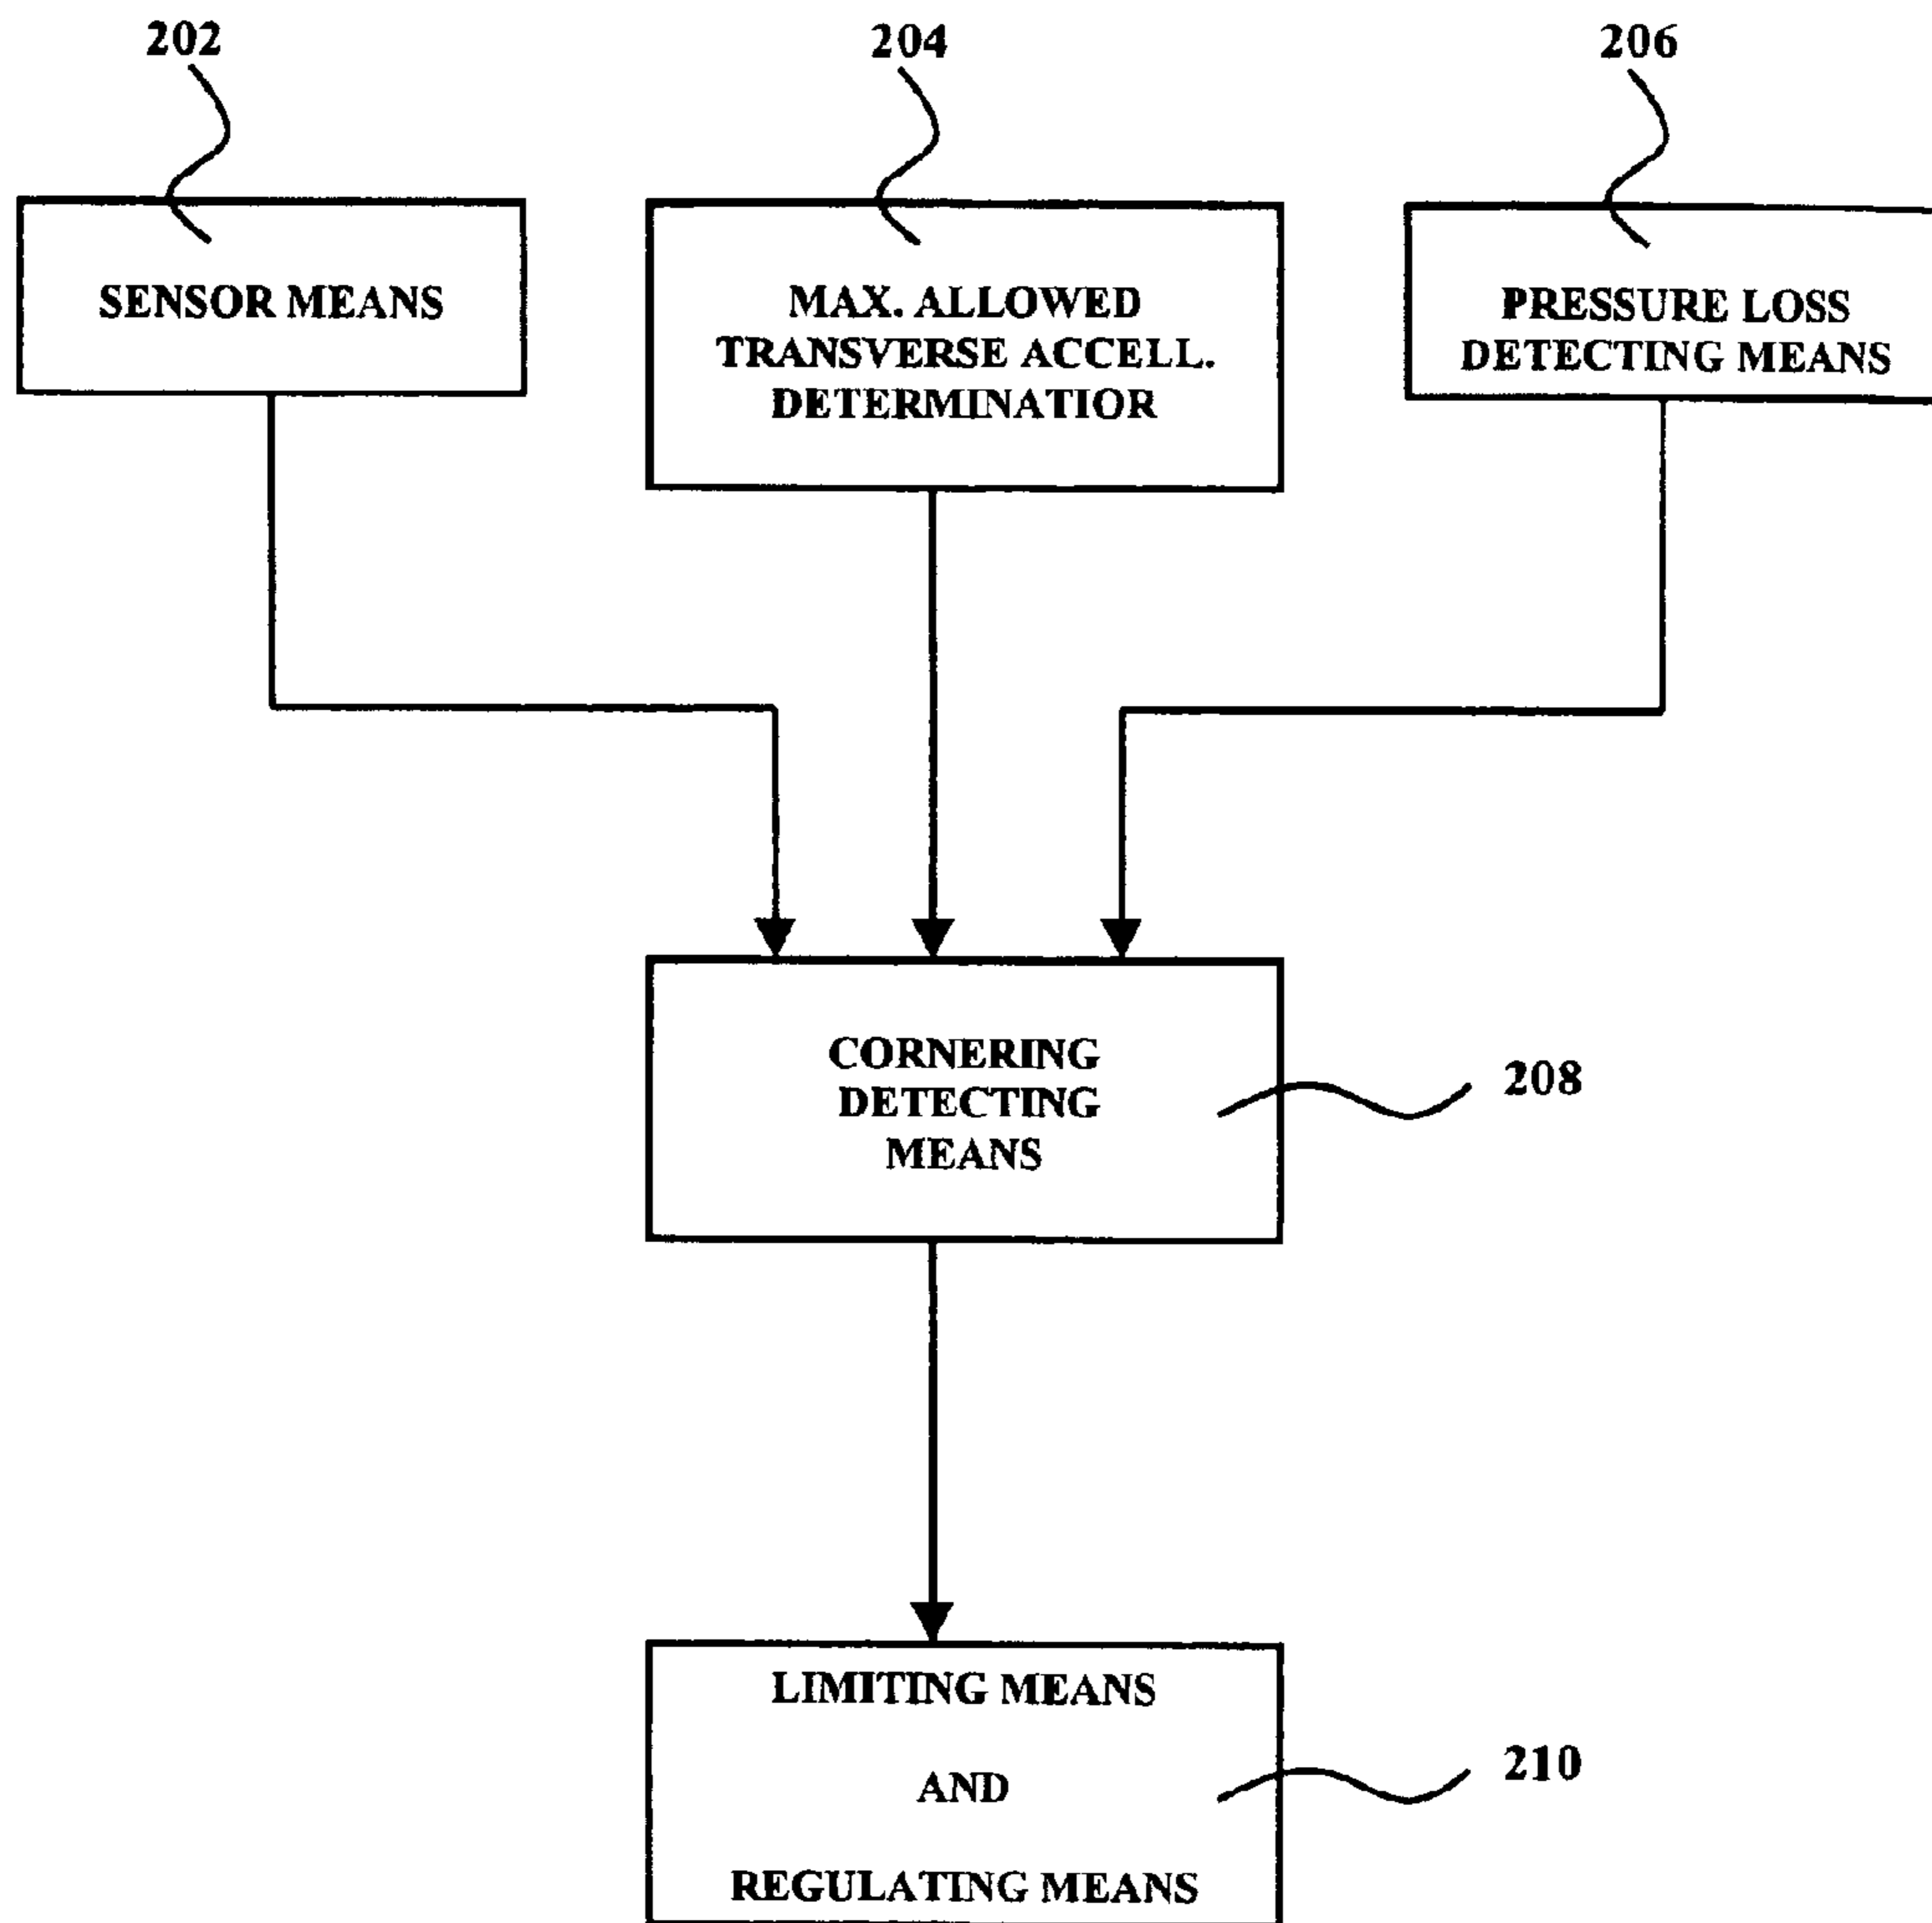 202
204
206
SENSOR MEANS
MAX. ALLOWED
TRANSVERSE ACCELL.
DETERMINATIOR
PRESSURE LOSS
DETECTING MEANS
CORNERING
DETECTING
MEANS
208
LIMITING MEANS
AND
REGULATING MEANS
210